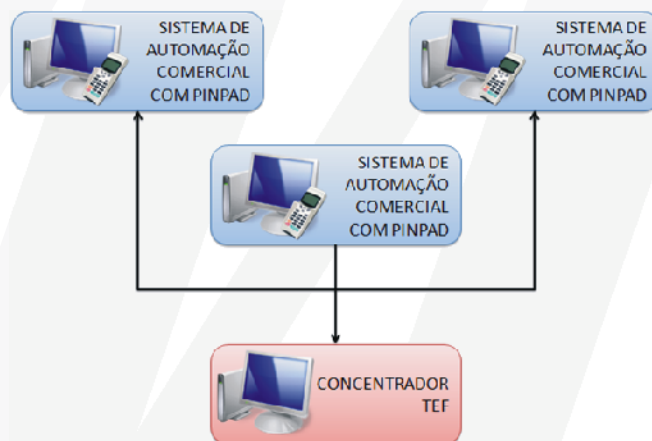 SISTEMA DE
AUTOMAÇÃO
COMERCIAL
COM PINPAD
SISTEMA DE
AUTOMAÇÃO
COMERCIAL
COM PINPAD
SISTEMA DE
AUTOMAÇÃO
COMERCIAL
COM PINPAD
CONCENTRADOR
TEF